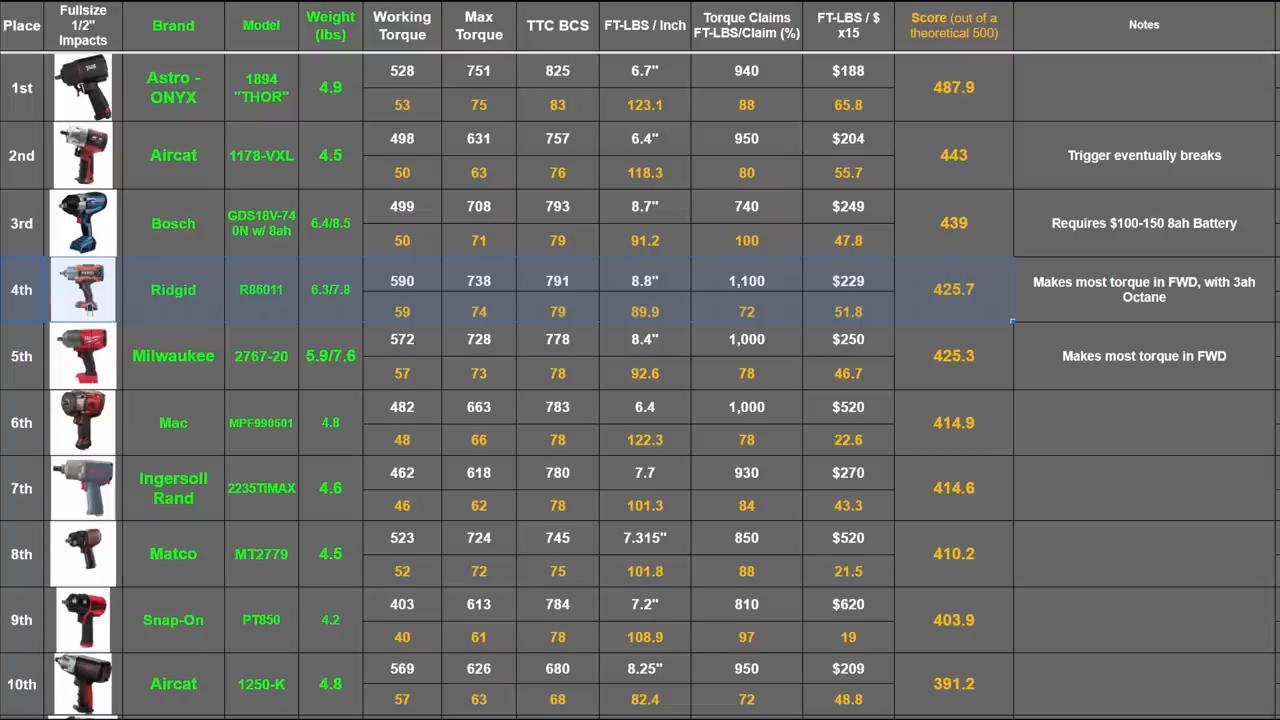 Place Fullsize 1/2" Impacts Brand Model Weight (lbs) Working Torque Max Torque TTC BCS FT-LBS / Inch Torque Claims FT-LBS/Claim (%) FT-LBS / $ x15 Score (out of a theoretical 500) Notes
1st Astro - ONYX 1894 "THOR" 4.9 528 751 825 6.7" 940 $188 487.9
53 75 83 123.1 88 65.8
2nd Aircat 1178-VXL 4.5 498 631 757 6.4" 950 $204 443 Trigger eventually breaks
50 63 76 118.3 80 55.7
3rd Bosch GDS18V-74 0N w/ 8ah 6.4/8.5 499 708 793 8.7" 740 $249 439 Requires $100-150 8ah Battery
50 71 79 91.2 100 47.8
4th Ridgid R86011 6.3/7.8 590 738 791 8.8" 1,100 $229 425.7 Makes most torque in FWD, with 3ah Octane
59 74 79 89.9 72 51.8
5th Milwaukee 2767-20 5.9/7.6 572 728 778 8.4" 1,000 $250 425.3 Makes most torque in FWD
57 73 78 92.6 78 46.7
6th Mac MPF990501 4.8 482 663 783 6.4 1,000 $520 414.9
48 66 78 122.3 78 22.6
7th Ingersoll Rand 2235TiMAX 4.6 462 618 780 7.7 930 $270 414.6
46 62 78 101.3 84 43.3
8th Matco MT2779 4.5 523 724 745 7.315" 850 $520 410.2
52 72 75 101.8 88 21.5
9th Snap-On PT850 4.2 403 613 784 7.2" 810 $620 403.9
40 61 78 108.9 97 19
10th Aircat 1250-K 4.8 569 626 680 8.25" 950 $209 391.2
57 63 68 82.4 72 48.8